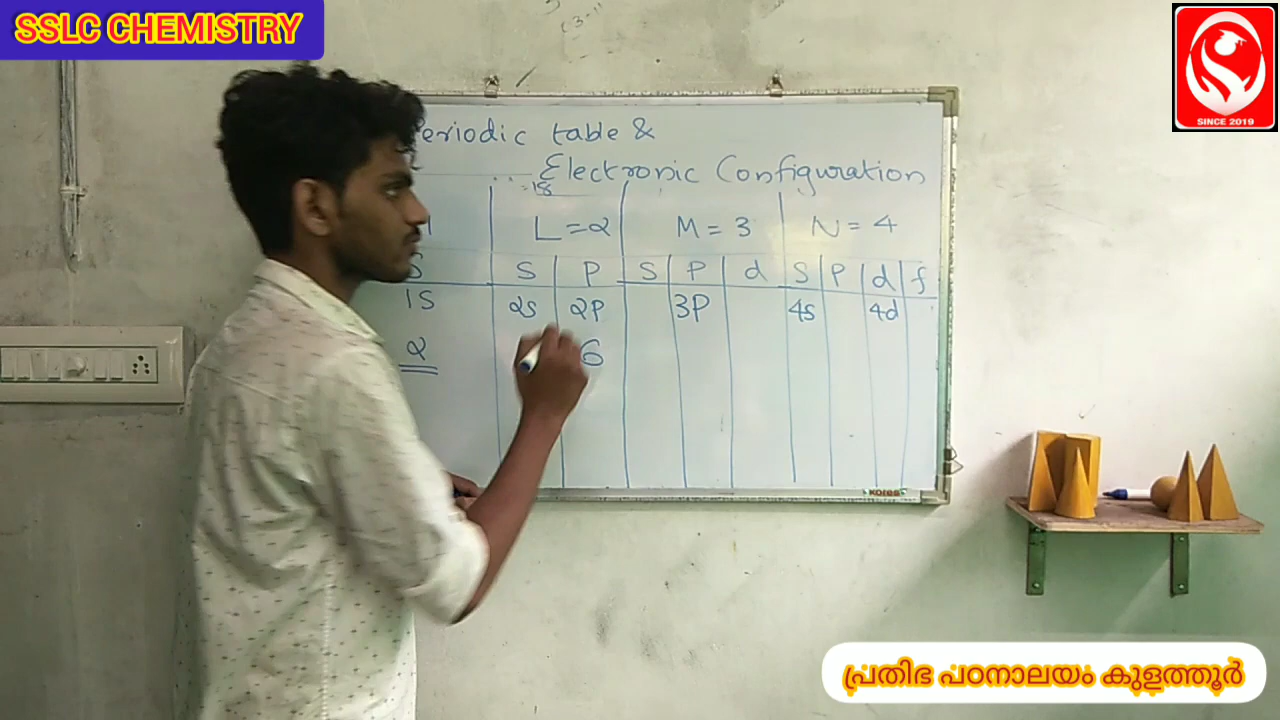 SSLC CHEMISTRY
SINCE 2019
Periodic table &
Electronic Configuration
L = 2 M = 3 N = 4
S S P S P d S P d f
1S 2S 2P 3P 4S 4d
2 6
Kores
പ്രതിഭ പഠനാലയം കുളത്തൂർ